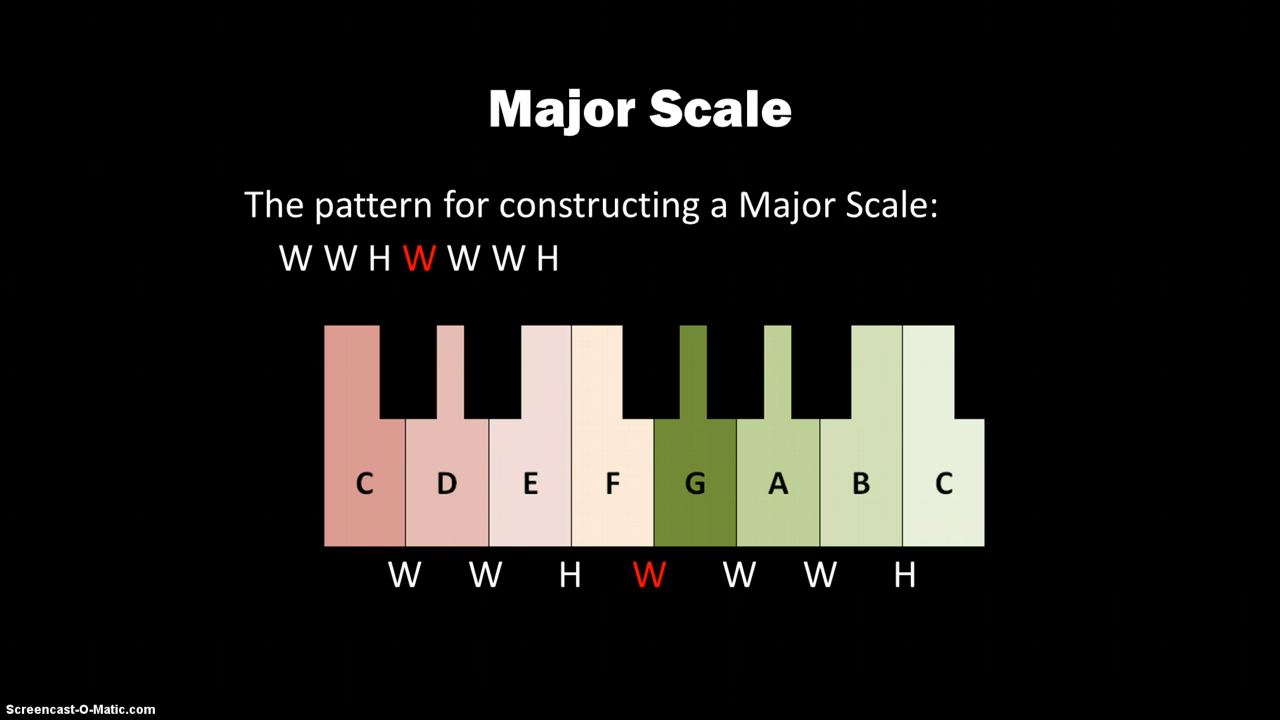 Major Scale
The pattern for constructing a Major Scale:
W W H W W W H
C D E F G A B C
W W H W W W H
Screencast-O-Matic.com